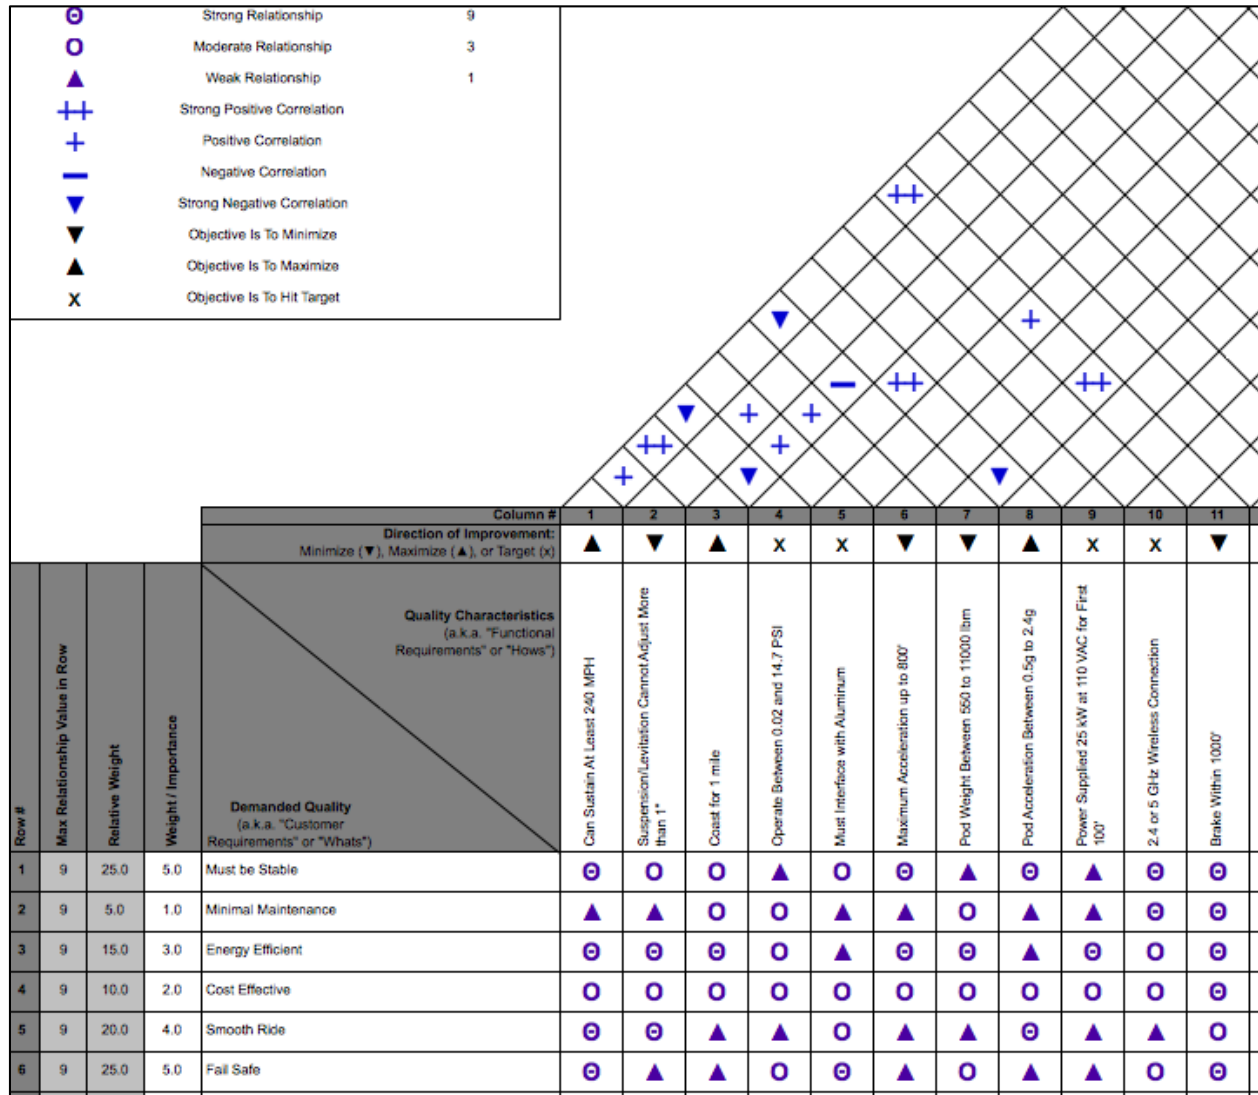 Strong Relationship 9
Moderate Relationship 3
Weak Relationship 1
Strong Positive Correlation
Positive Correlation
Negative Correlation
Strong Negative Correlation
Objective Is To Minimize
Objective Is To Maximize
X Objective Is To Hit Target
Column # 1 2 3 4 5 6 7 8 9 10 11
Direction of Improvement:
Minimize (▼), Maximize (▲), or Target (x)
▲ ▼ ▲ X X ▼ ▼ ▲ X X ▼
Row #
Max Relationship Value in Row
Relative Weight
Weight / Importance
Quality Characteristics
(a.k.a. "Functional
Requirements" or "Hows")
Demanded Quality
(a.k.a. "Customer
Requirements" or "Whats")
Can Sustain At Least 240 MPH
Suspension/Levitation Cannot Adjust More
than 1"
Coast for 1 mile
Operate Between 0.02 and 14.7 PSI
Must Interface with Aluminum
Maximum Acceleration up to 800'
Pod Weight Between 550 to 11000 lbm
Pod Acceleration Between 0.5g to 2.4g
Power Supplied 25 kW at 110 VAC for First
100'
2.4 or 5 GHz Wireless Connection
Brake Within 1000'
1 9 25.0 5.0 Must be Stable
2 9 5.0 1.0 Minimal Maintenance
3 9 15.0 3.0 Energy Efficient
4 9 10.0 2.0 Cost Effective
5 9 20.0 4.0 Smooth Ride
6 9 25.0 5.0 Fail Safe